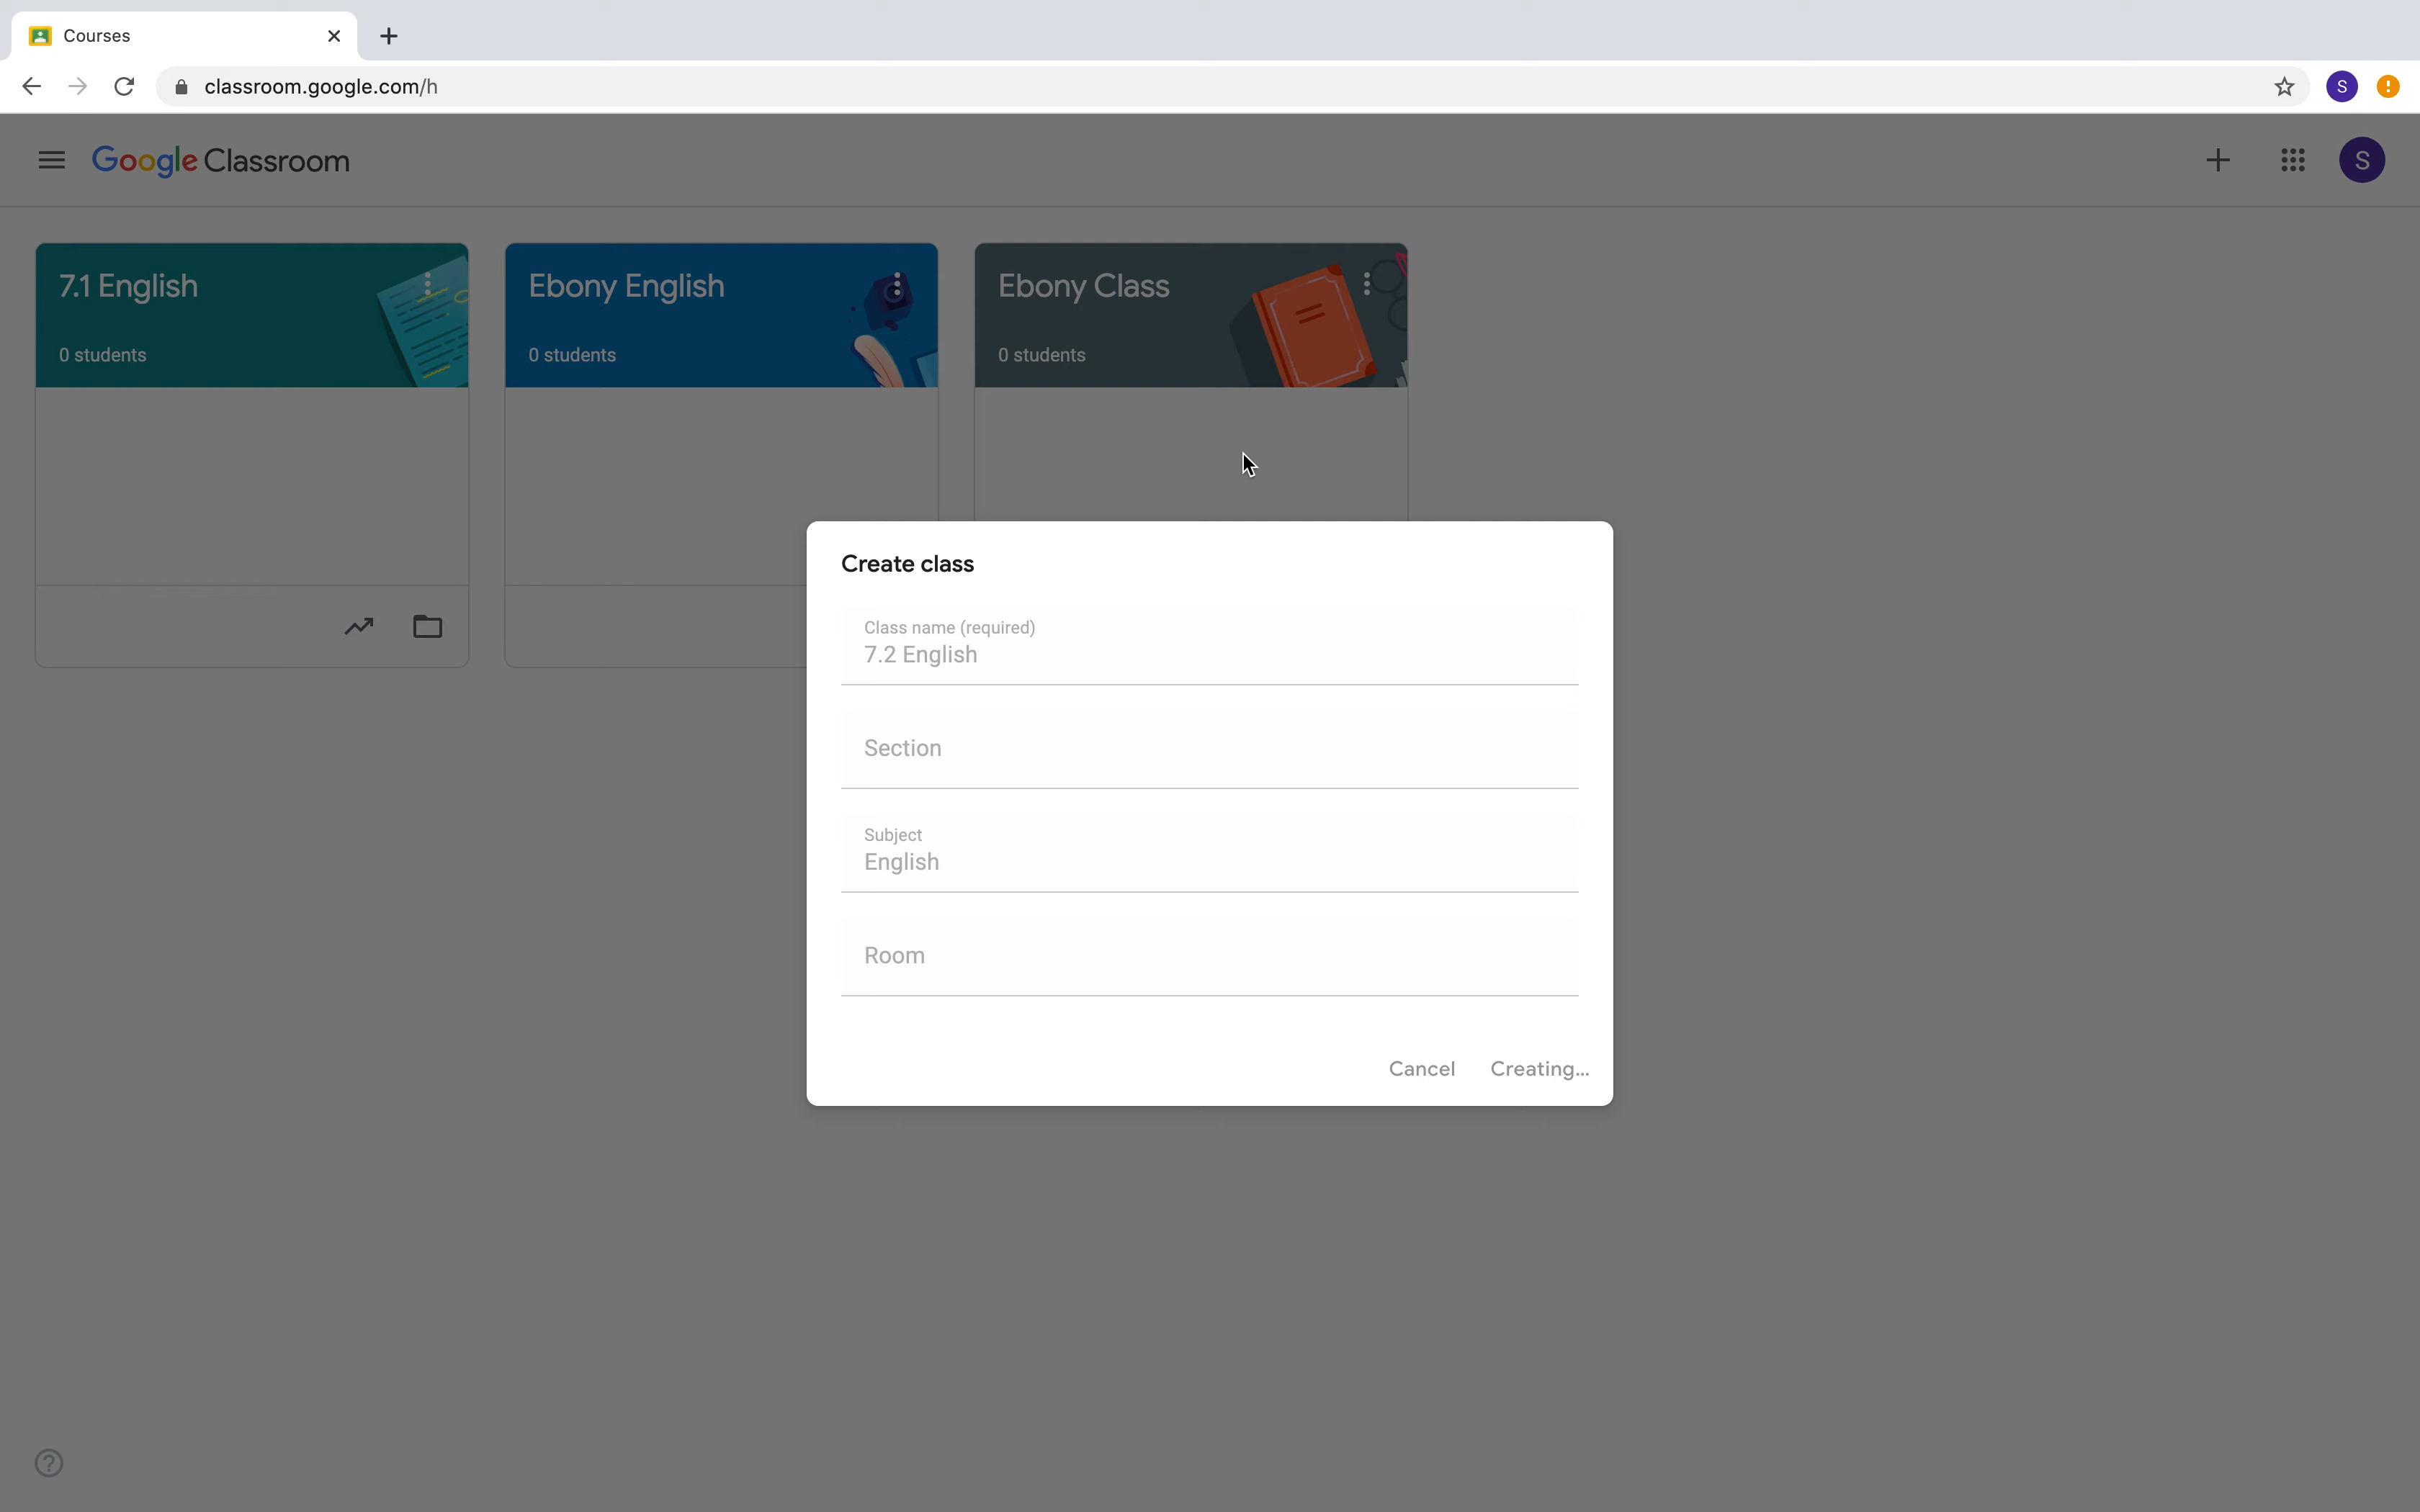 Courses
classroom.google.com/h
S
!
Google Classroom
S
7.1 English
0 students
Ebony English
0 students
Ebony Class
0 students
Create class
Class name (required)
7.2 English
Section
Subject
English
Room
Cancel
Creating...
?